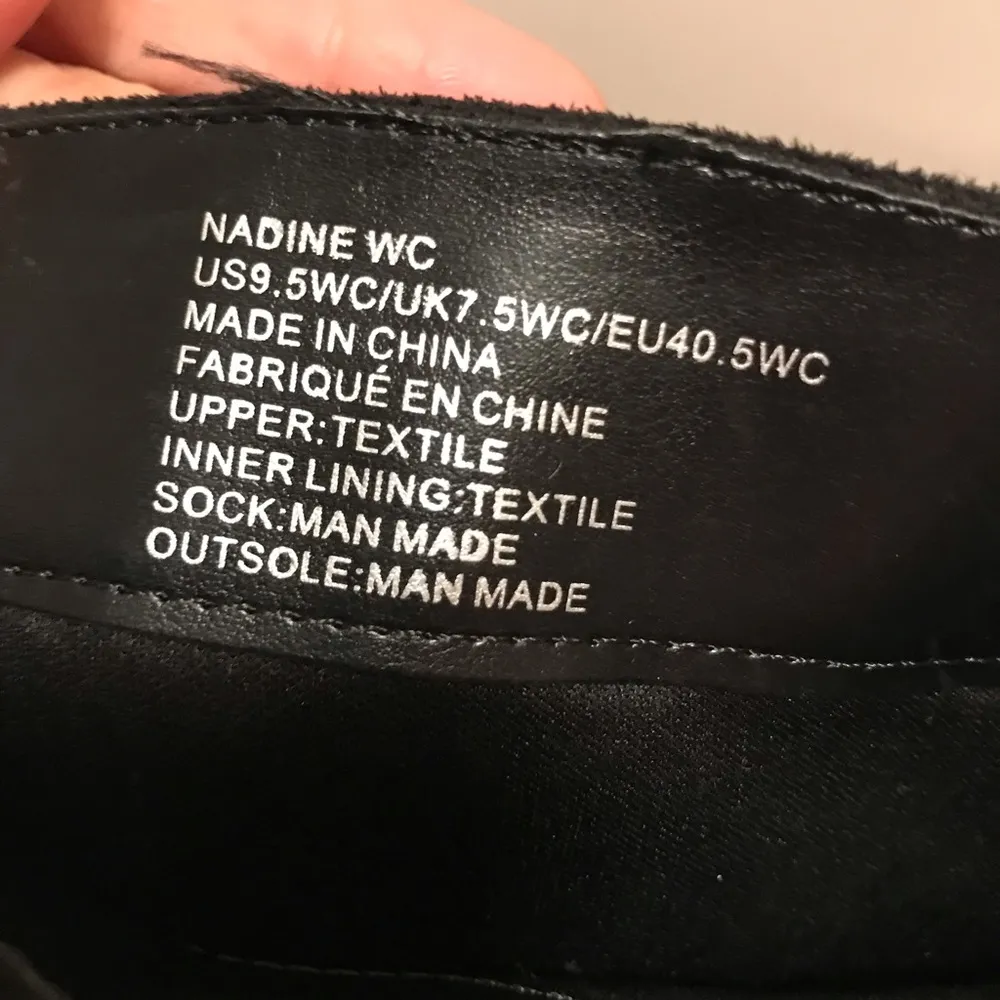 NADINE WC
US9.5WC/UK7.5WC/EU40.5WC
MADE IN CHINA
FABRIQUÉ EN CHINE
UPPER:TEXTILE
INNER LINING:TEXTILE
SOCK:MAN MADE
OUTSOLE:MAN MADE